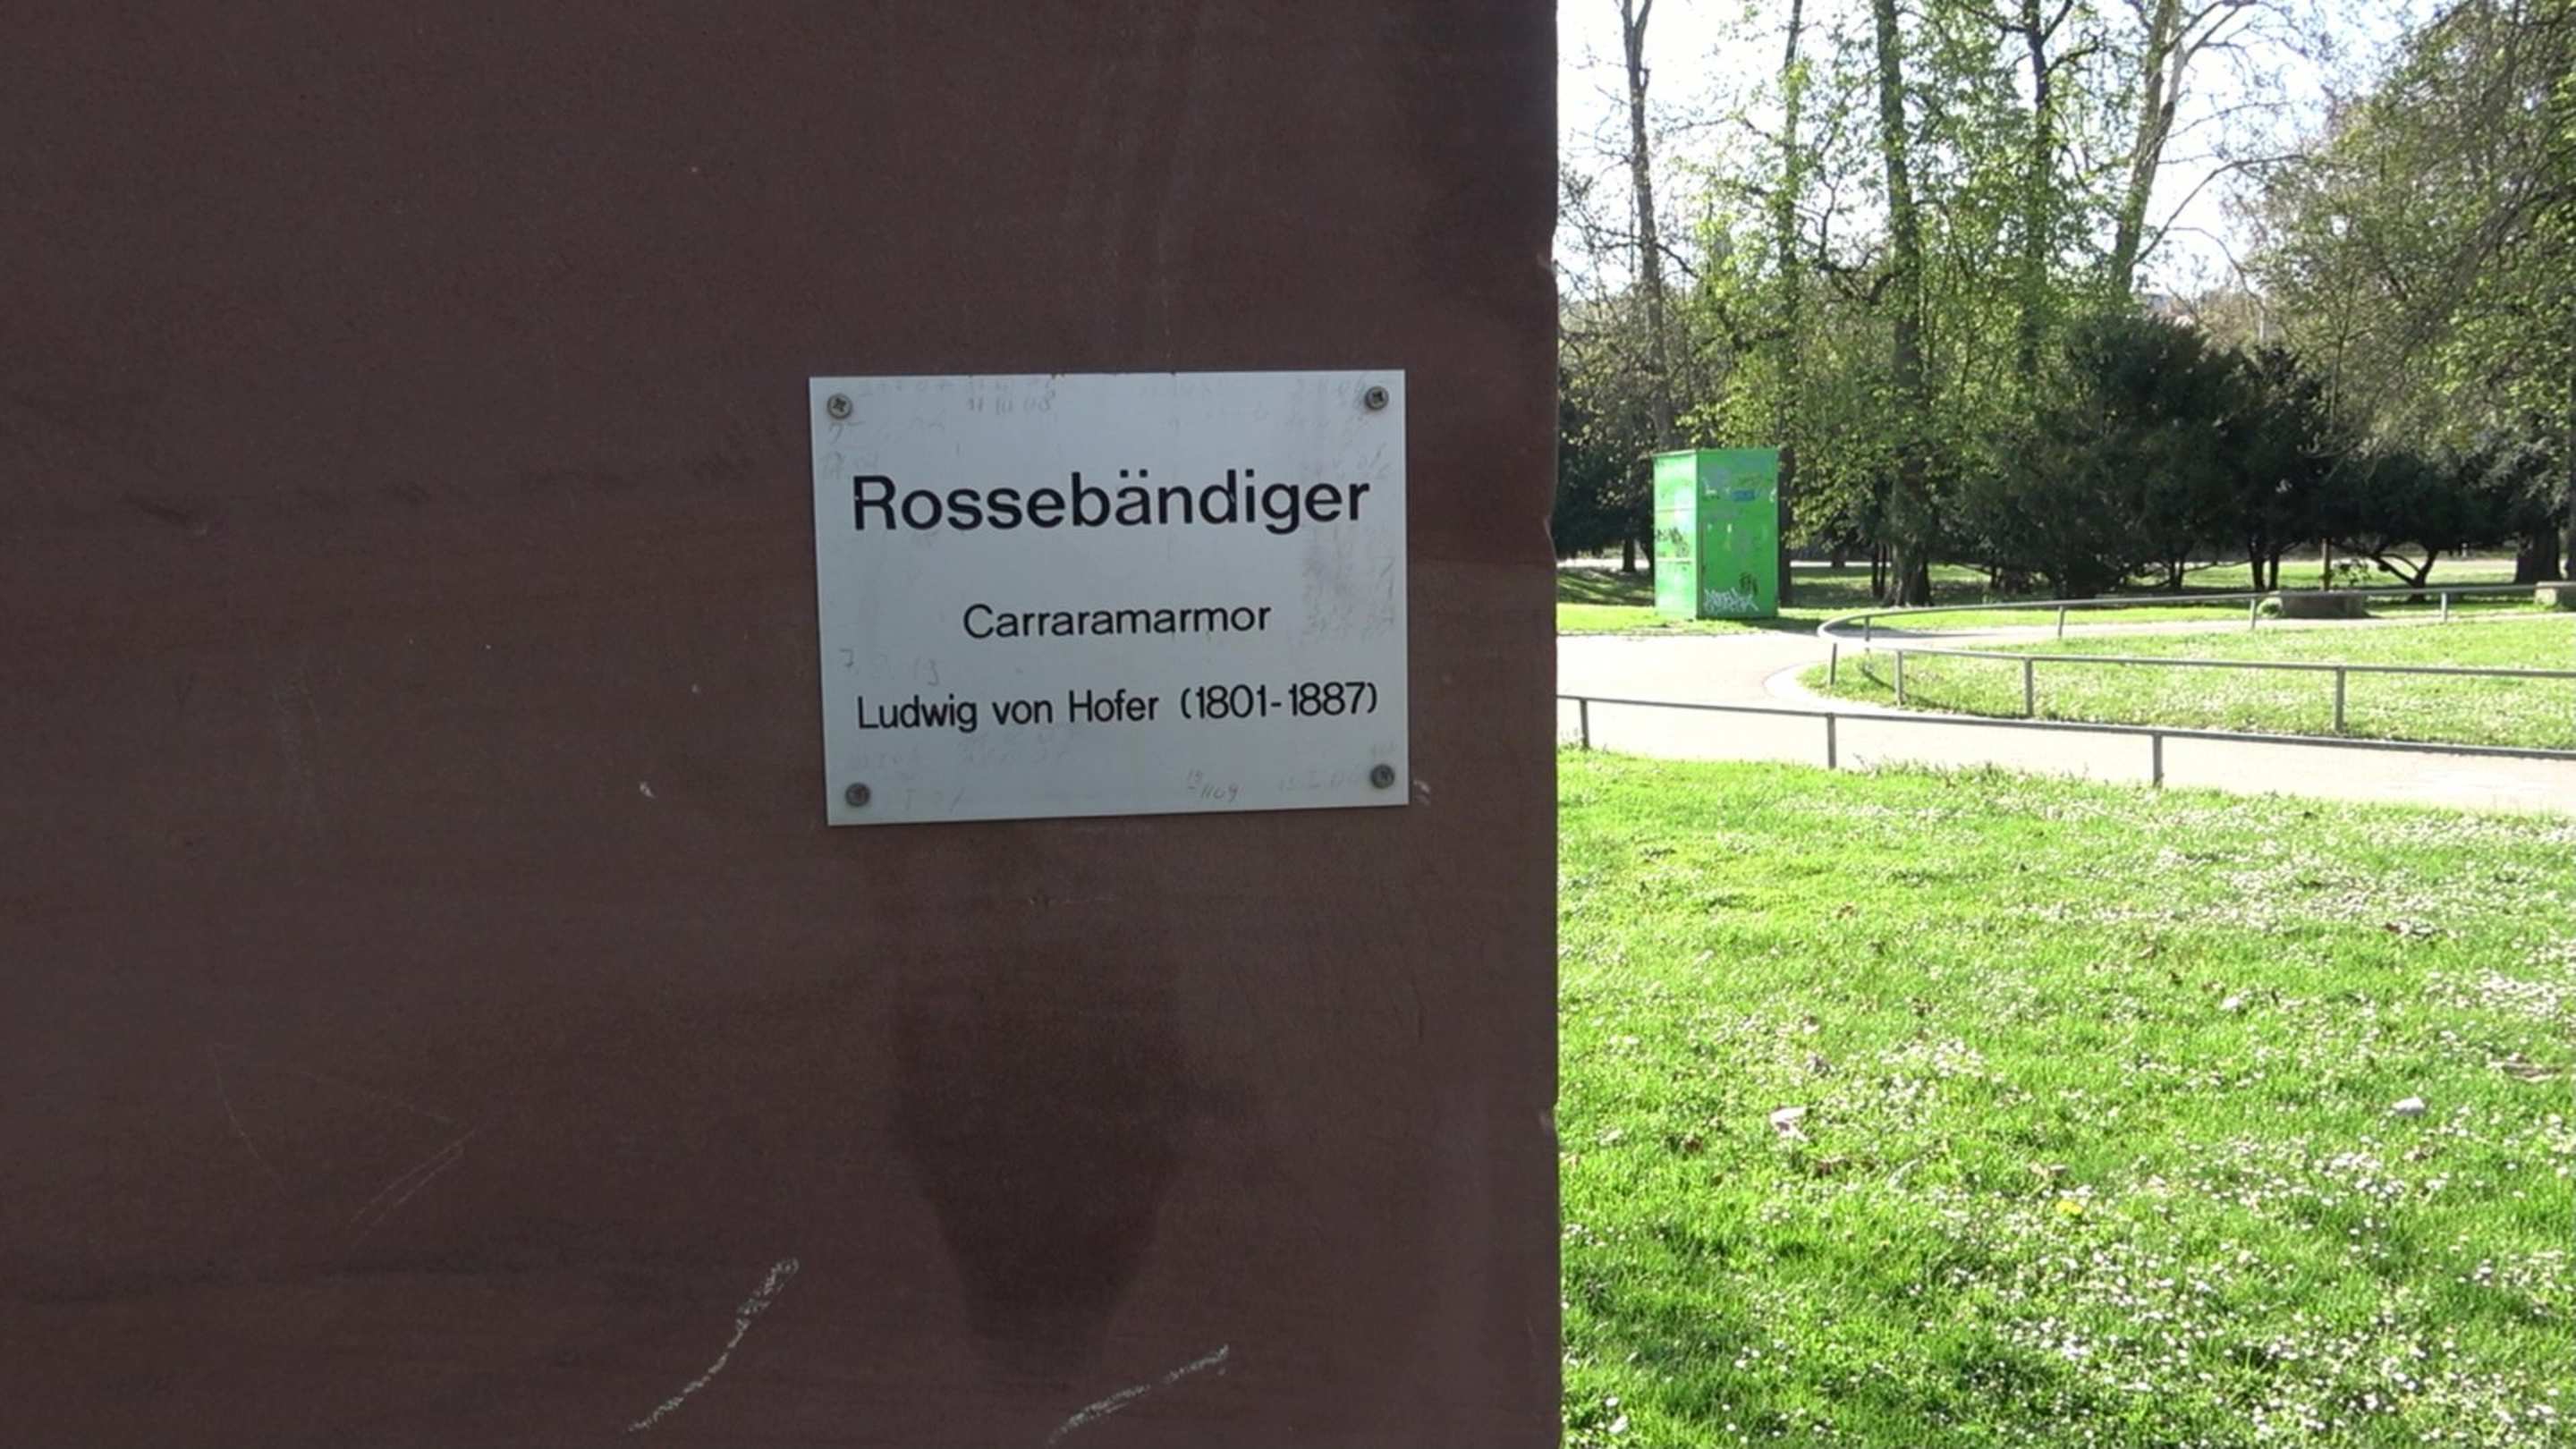 Rossebändiger
Carraramarmor
Ludwig von Hofer (1801-1887)